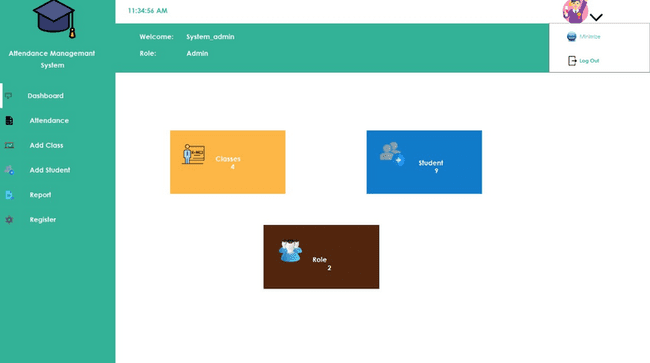 11:34:56 AM
Welcome: System_admin
Role: Admin
Minimize
Log Out
Attendance Managemant
System
Dashboard
Attendance
Add Class
Add Student
Report
Register
Classes
4
Student
9
Role
2